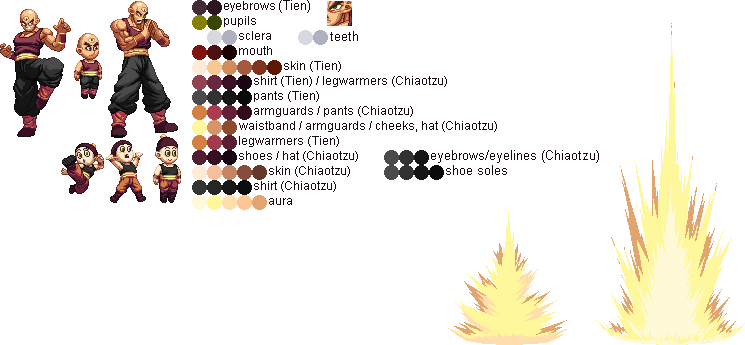 eyebrows (Tien)
pupils
sclera
teeth
mouth
skin (Tien)
shirt (Tien) / legwarmers (Chiaotzu)
pants (Tien)
armguards / pants (Chiaotzu)
waistband / armguards / cheeks, hat (Chiaotzu)
legwarmers (Tien)
shoes / hat (Chiaotzu)
eyebrows/eyelines (Chiaotzu)
skin (Chiaotzu)
shoe soles
shirt (Chiaotzu)
aura